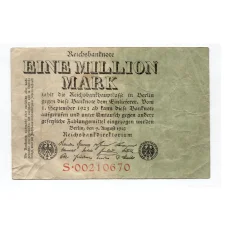 Reichsbanknote
EINE MILLION
MARK
zahlt die Reichsbankhauptkasse in Berlin
gegen diese Banknote dem Einlieferer. Vom
1. September 1923 ab kann diese Banknote
aufgerufen und unter Umtausch gegen andere
gesetzliche Zahlungsmittel eingezogen werden
Berlin, den 9. August 1923
Reichsbankdirektorium
S·00210670